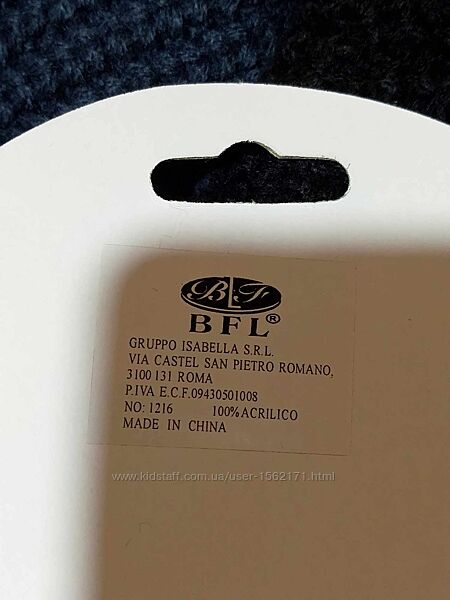 BLF
BFL®
GRUPPO ISABELLA S.R.L.
VIA CASTEL SAN PIETRO ROMANO,
3100 131 ROMA
P.IVA E.C.F.09430501008
NO: 1216 100% ACRILICO
MADE IN CHINA
www.kidstaff.com.ua/user-1562171.html